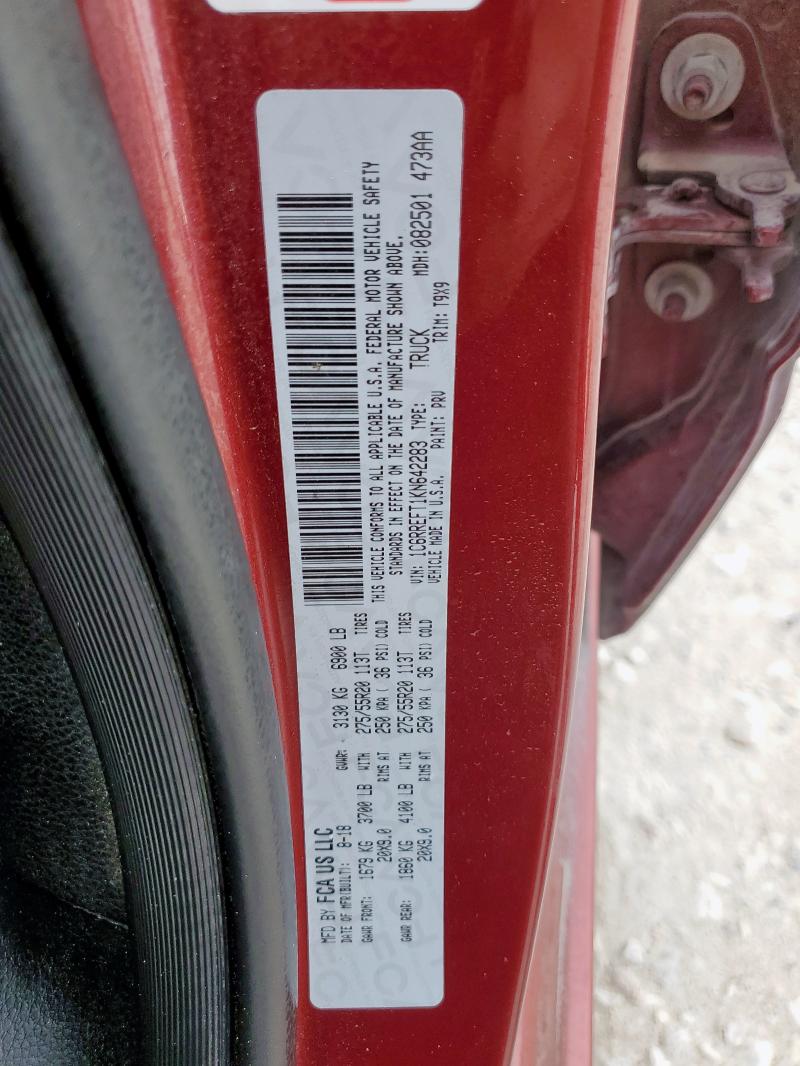 MFD BY FCA US LLC
DATE OF MFR(BUILT): 8-18 GVWR: 3130 KG 6900 LB
GAWR FRONT: 1679 KG 3700 LB WITH 275/55R20 113T TIRES
20X9.0 RIMS AT 250 KPA ( 36 PSI) COLD
GAWR REAR: 1860 KG 4100 LB WITH 275/55R20 113T TIRES
20X9.0 RIMS AT 250 KPA ( 36 PSI) COLD
THIS VEHICLE CONFORMS TO ALL APPLICABLE U.S.A. FEDERAL MOTOR VEHICLE SAFETY
STANDARDS IN EFFECT ON THE DATE OF MANUFACTURE SHOWN ABOVE.
VIN: 1C6RREFT1KN642283 TYPE: TRUCK MDH:082501 473AA
VEHICLE MADE IN U.S.A. PAINT: PRV TRIM: T9X9